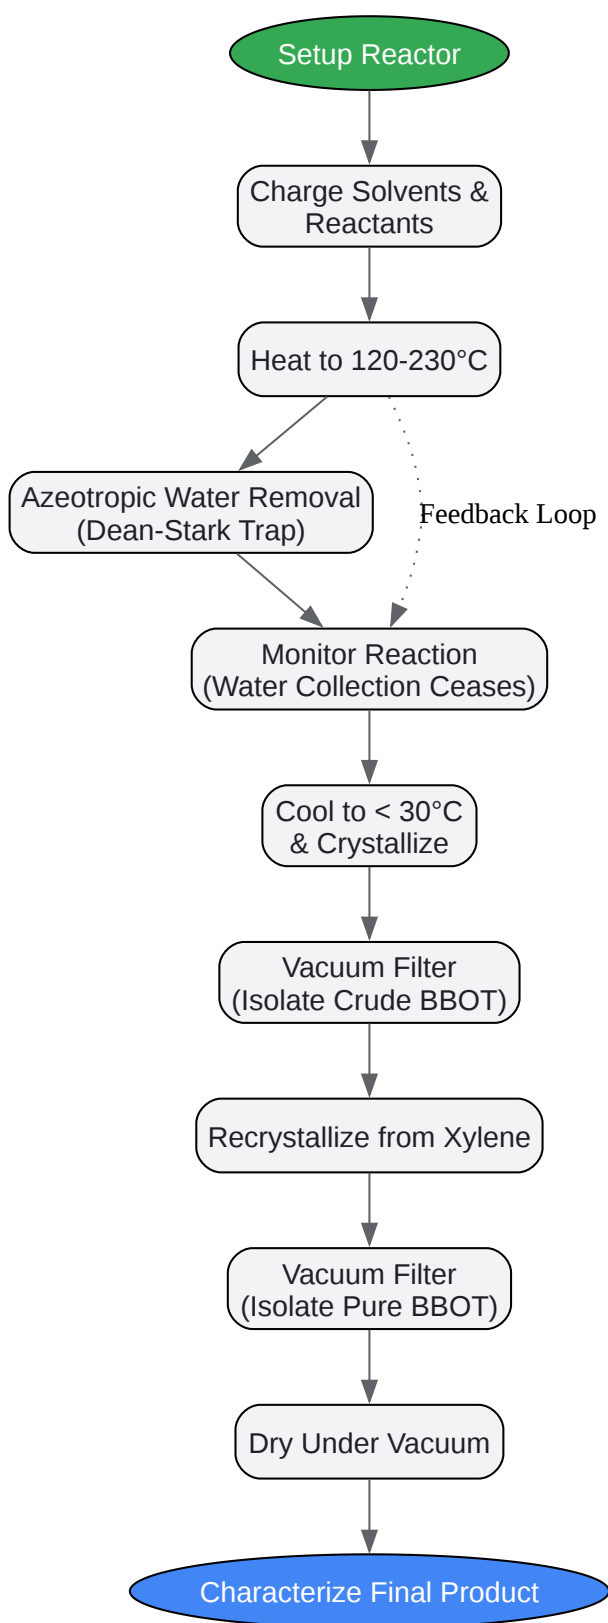 Setup Reactor
Charge Solvents &
Reactants
Heat to 120-230°C
Azeotropic Water Removal
(Dean-Stark Trap)
Feedback Loop
Monitor Reaction
(Water Collection Ceases)
Cool to < 30°C
& Crystallize
Vacuum Filter
(Isolate Crude BBOT)
Recrystallize from Xylene
Vacuum Filter
(Isolate Pure BBOT)
Dry Under Vacuum
Characterize Final Product